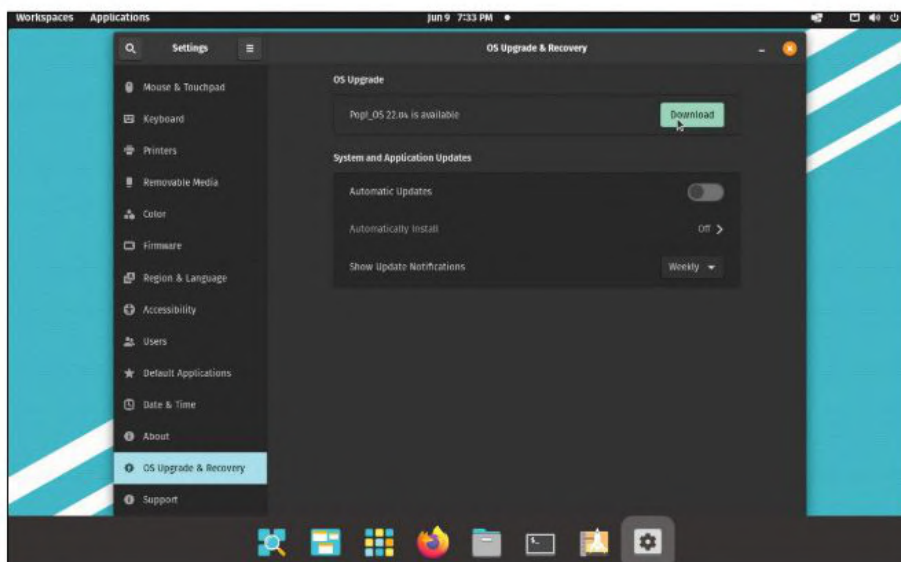 Workspaces Applications Jun 9 7:33 PM
Settings
OS Upgrade & Recovery
Mouse & Touchpad
Keyboard
Printers
Removable Media
Color
Firmware
Region & Language
Accessibility
Users
Default Applications
Date & Time
About
OS Upgrade & Recovery
Support
OS Upgrade
Pop!_OS 22.04 is available Download
System and Application Updates
Automatic Updates
Automatically Install Off
Show Update Notifications Weekly